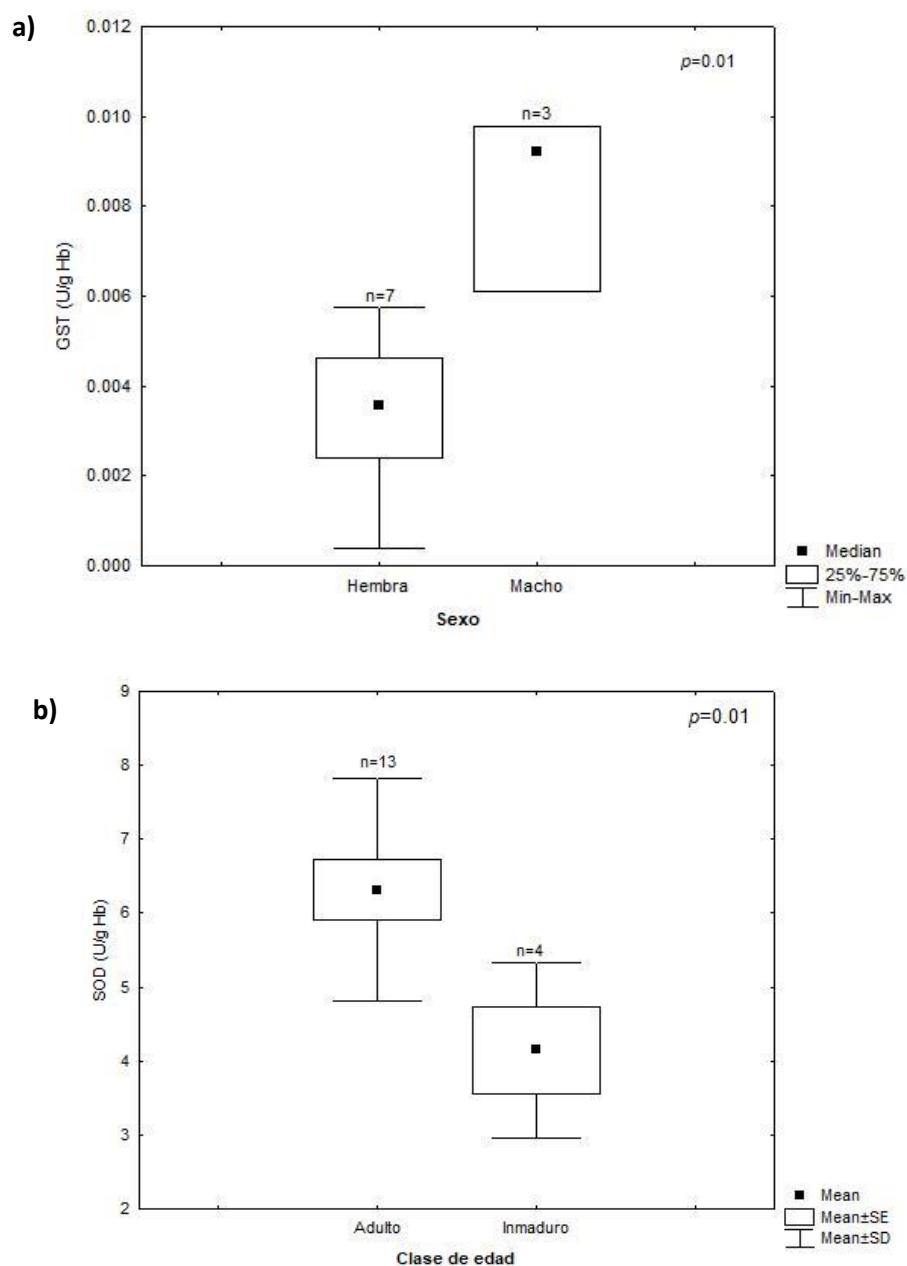 a)
0.012
p=0.01
0.010
n=3
0.008
GST (U/g Hb)
0.006
n=7
0.004
0.002
0.000
Hembra Macho
Sexo
Median
25%-75%
Min-Max
b)
9
p=0.01
8
n=13
7
6
SOD (U/g Hb)
5
n=4
4
3
2
Adulto Inmaduro
Clase de edad
Mean
Mean±SE
Mean±SD